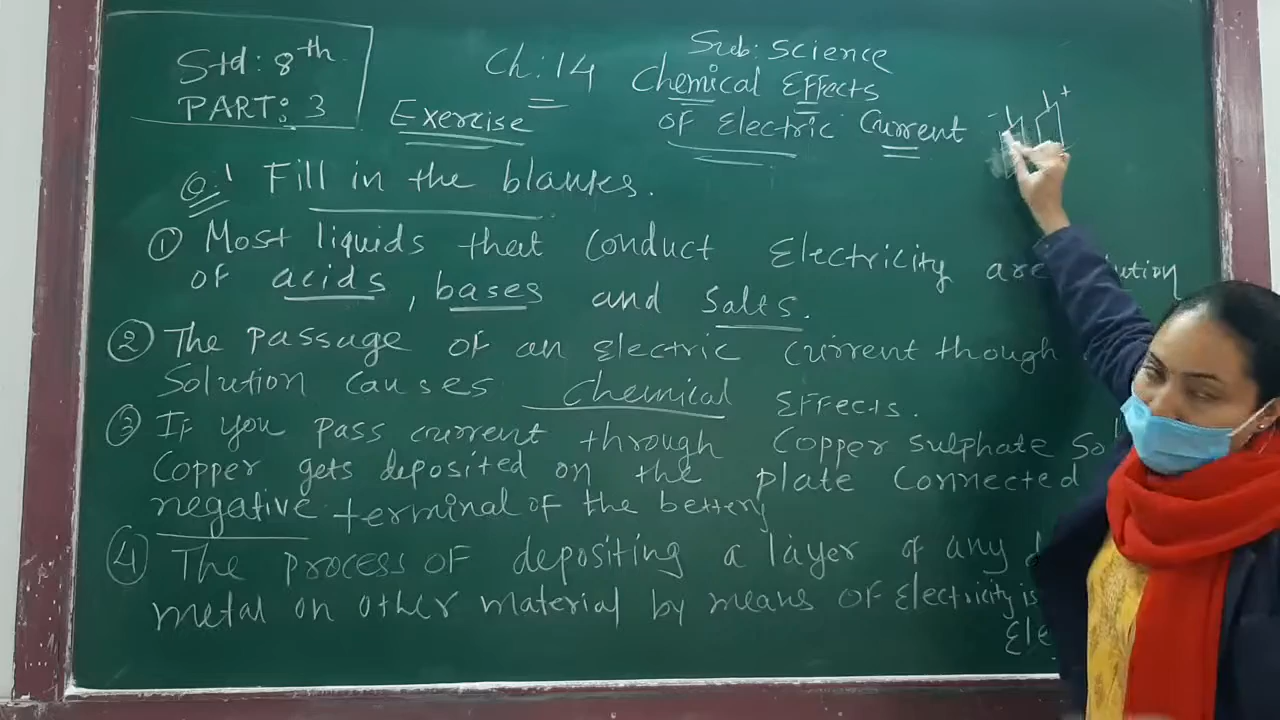 Std: 8th
PART: 3
Ch: 14
Sub: science
Chemical Effects
Of Electric Current
Exercise
- +
Q.1 Fill in the blanks.
① Most liquids that conduct Electricity are
of acids, bases and salts.
② The passage of an Electric Current though
Solution Causes Chemical Effects.
③ If you pass current through Copper sulphate
Copper gets deposited on the plate Connected
negative terminal of the bettery
④ The process of depositing a layer of any
metal on other material by means of Electricity is